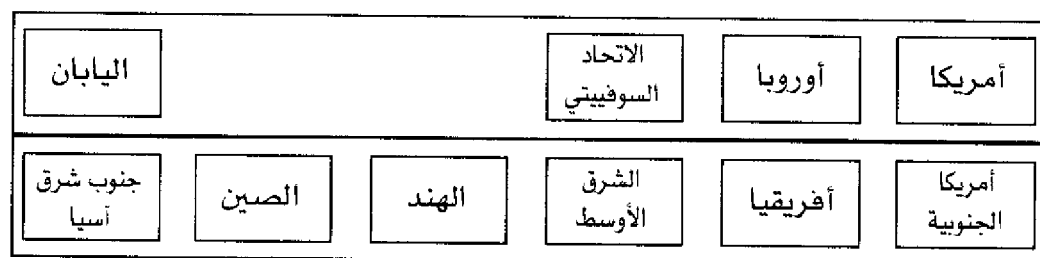 أمريكا
أوروبا
الاتحاد
السوفييتي
اليابان
أمريكا
الجنوبية
أفريقيا
الشرق
الأوسط
الهند
الصين
جنوب شرق
آسيا